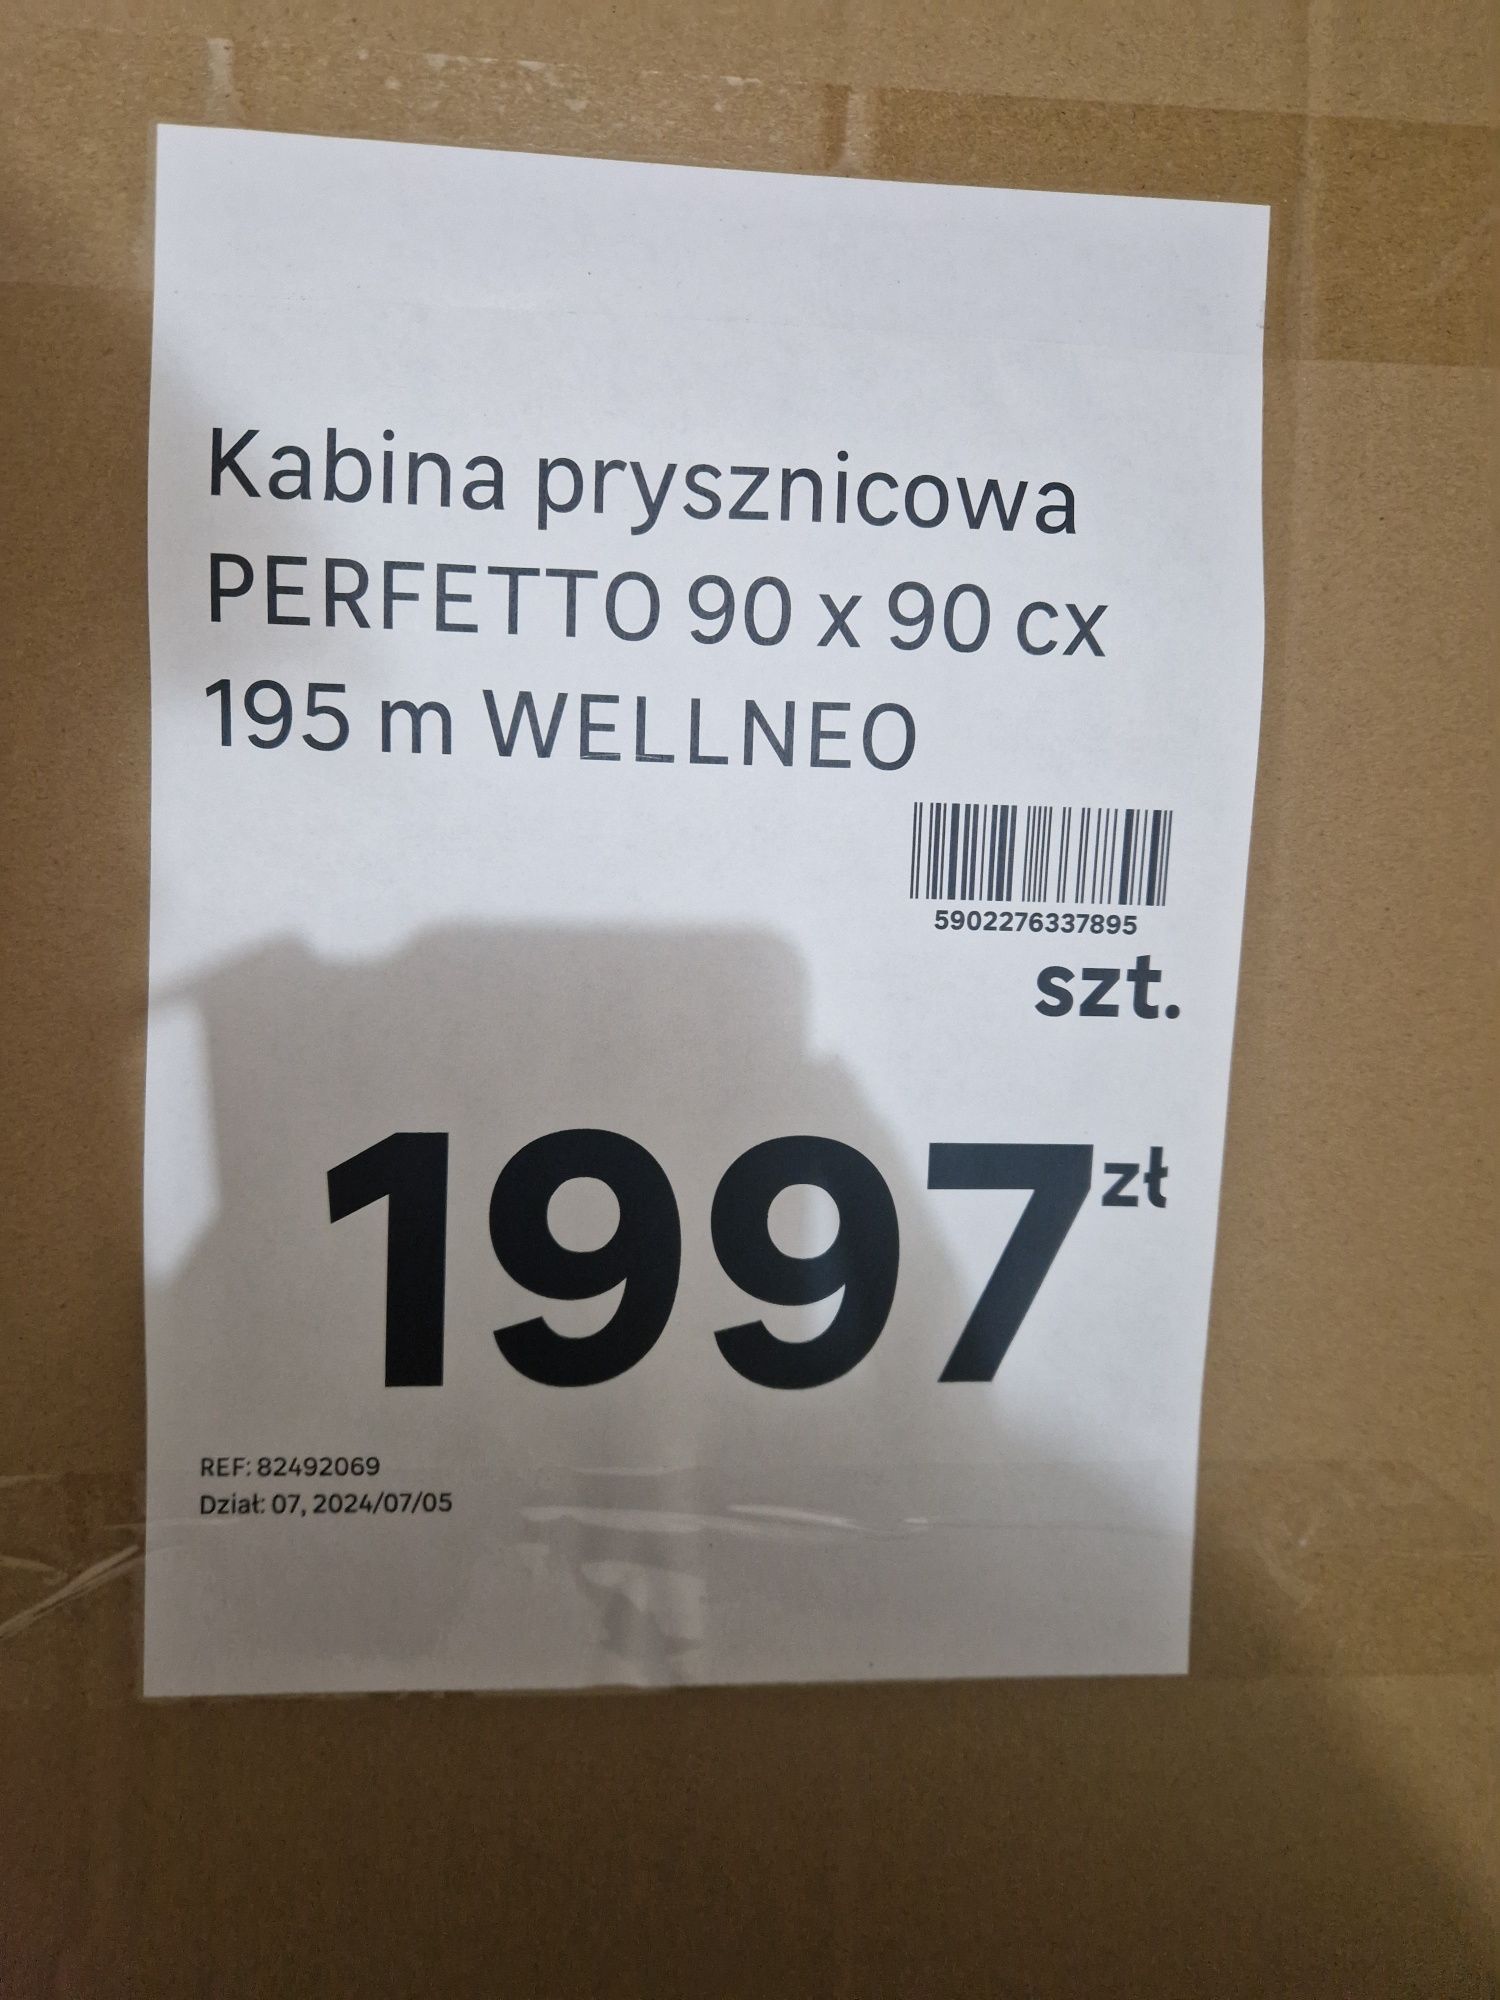 Kabina prysznicowa
PERFETTO 90 x 90 cx
195 m WELLNEO
5902276337895
szt.
1997 zł
REF: 82492069
Dział: 07, 2024/07/05